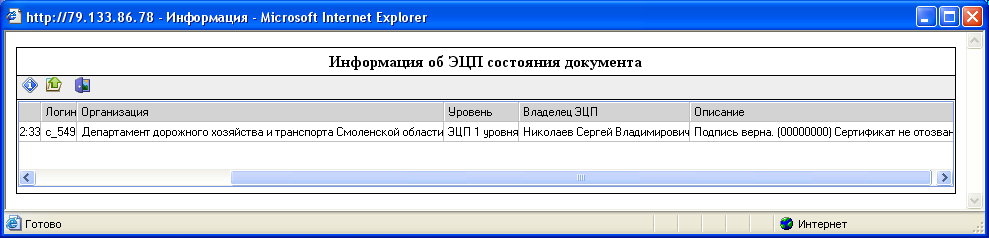 http://79.133.86.78 - Информация - Microsoft Internet Explorer
Информация об ЭЦП состояния документа
Логин Организация Уровень Владелец ЭЦП Описание
2:33 c_549 Департамент дорожного хозяйства и транспорта Смоленской области ЭЦП 1 уровня Николаев Сергей Владимирович Подпись верна. (00000000) Сертификат не отозван
Готово Интернет